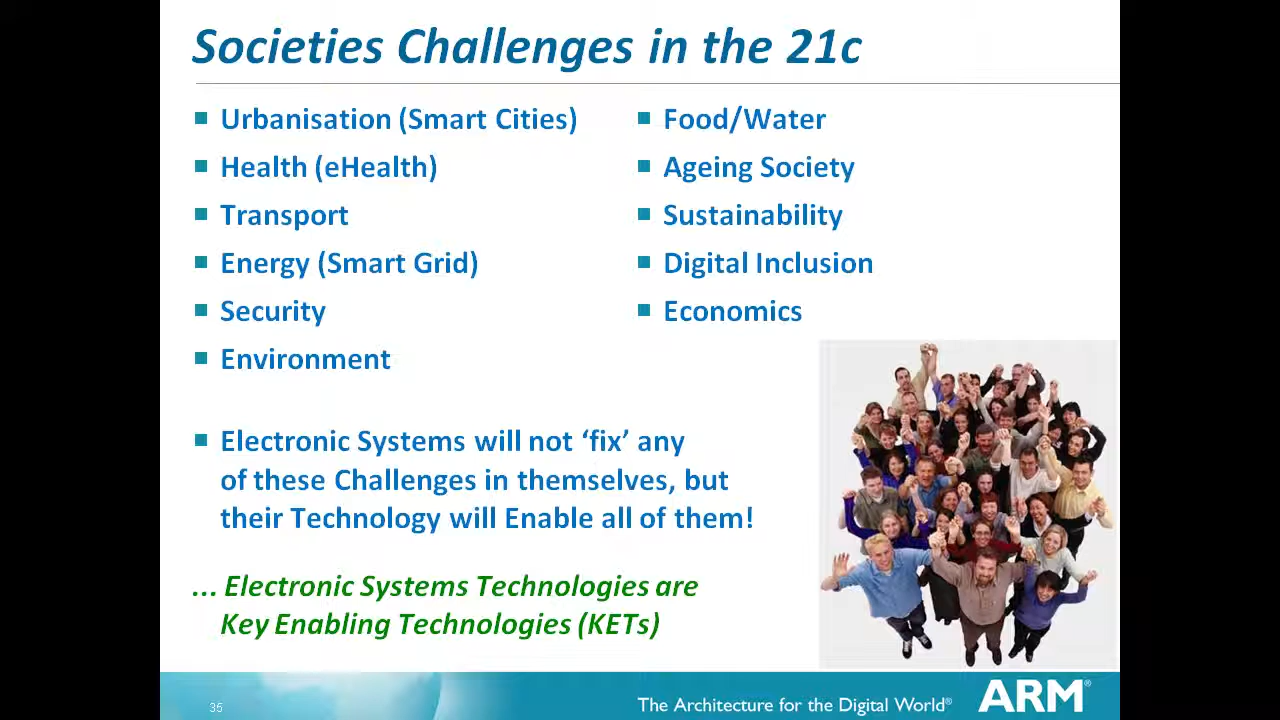 Societies Challenges in the 21c
Urbanisation (Smart Cities)
Health (eHealth)
Transport
Energy (Smart Grid)
Security
Environment
Food/Water
Ageing Society
Sustainability
Digital Inclusion
Economics
Electronic Systems will not ‘fix’ any
of these Challenges in themselves, but
their Technology will Enable all of them!
... Electronic Systems Technologies are
Key Enabling Technologies (KETs)
35
The Architecture for the Digital World®
ARM®